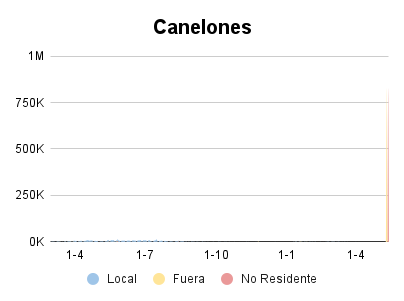 Canelones
1M
750K
500K
250K
0K
1-4 1-7 1-10 1-1 1-4
Local Fuera No Residente